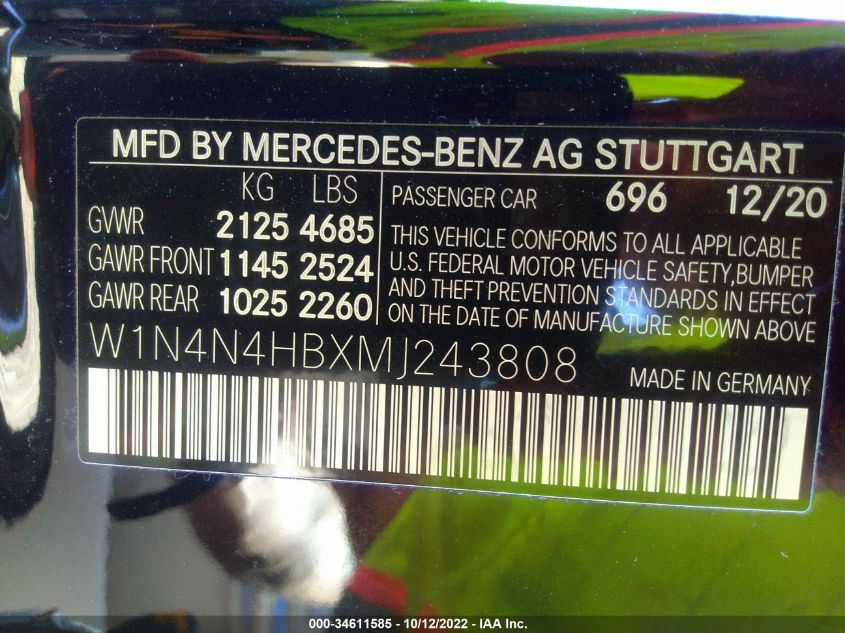 MFD BY MERCEDES-BENZ AG STUTTGART
KG LBS
GVWR 2125 4685
GAWR FRONT 1145 2524
GAWR REAR 1025 2260
PASSENGER CAR 696 12/20
THIS VEHICLE CONFORMS TO ALL APPLICABLE
U.S. FEDERAL MOTOR VEHICLE SAFETY, BUMPER
AND THEFT PREVENTION STANDARDS IN EFFECT
ON THE DATE OF MANUFACTURE SHOWN ABOVE
W1N4N4HBXMJ243808
MADE IN GERMANY
000-34611585 - 10/12/2022 - IAA Inc.